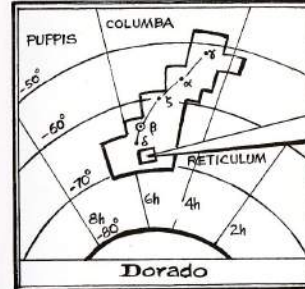 COLUMBA
PUPPIS
-50°
γ
α
-60°
ζ
β
δ
RETICULUM
-70°
6h
4h
8h
-80°
2h
Dorado